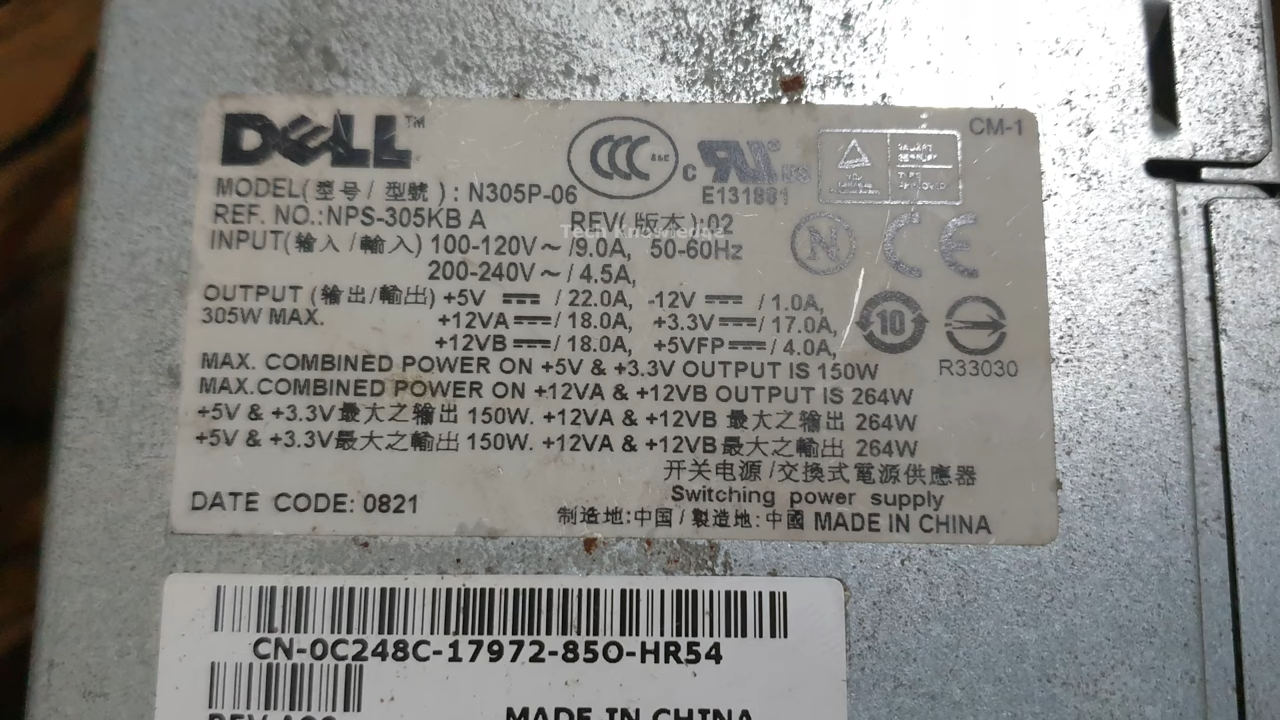 DELL™
CM-1
MODEL(型号 / 型號 ) : N305P-06
CCC S&E
c RU us
E131881
REF. NO.:NPS-305KB A REV( 版本 ):02
Tech Knowledge
INPUT(输入 /輸入 ) 100-120V ~ /9.0A, 50-60Hz
200-240V ~ / 4.5A,
N CE
OUTPUT (输出/輸出) +5V ⎓ / 22.0A, -12V ⎓ / 1.0A,
305W MAX. +12VA ⎓ / 18.0A, +3.3V ⎓ / 17.0A,
10
+12VB ⎓ / 18.0A, +5VFP ⎓ / 4.0A,
R33030
MAX. COMBINED POWER ON +5V & +3.3V OUTPUT IS 150W
MAX.COMBINED POWER ON +12VA & +12VB OUTPUT IS 264W
+5V & +3.3V最大之输出 150W. +12VA & +12VB 最大之输出 264W
+5V & +3.3V最大之輸出 150W. +12VA & +12VB最大之輸出 264W
开关电源 /交換式電源供應器
DATE CODE: 0821
Switching power supply
制造地:中国 / 製造地: 中國 MADE IN CHINA
CN-0C248C-17972-85O-HR54
MADE IN CHINA